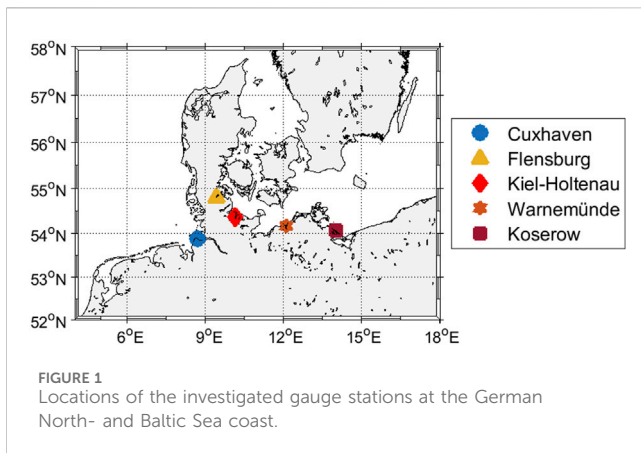 58°N
57°N
56°N
55°N
54°N
53°N
52°N
6°E 9°E 12°E 15°E 18°E
Cuxhaven
Flensburg
Kiel-Holtenau
Warnemünde
Koserow
FIGURE 1
Locations of the investigated gauge stations at the German
North- and Baltic Sea coast.